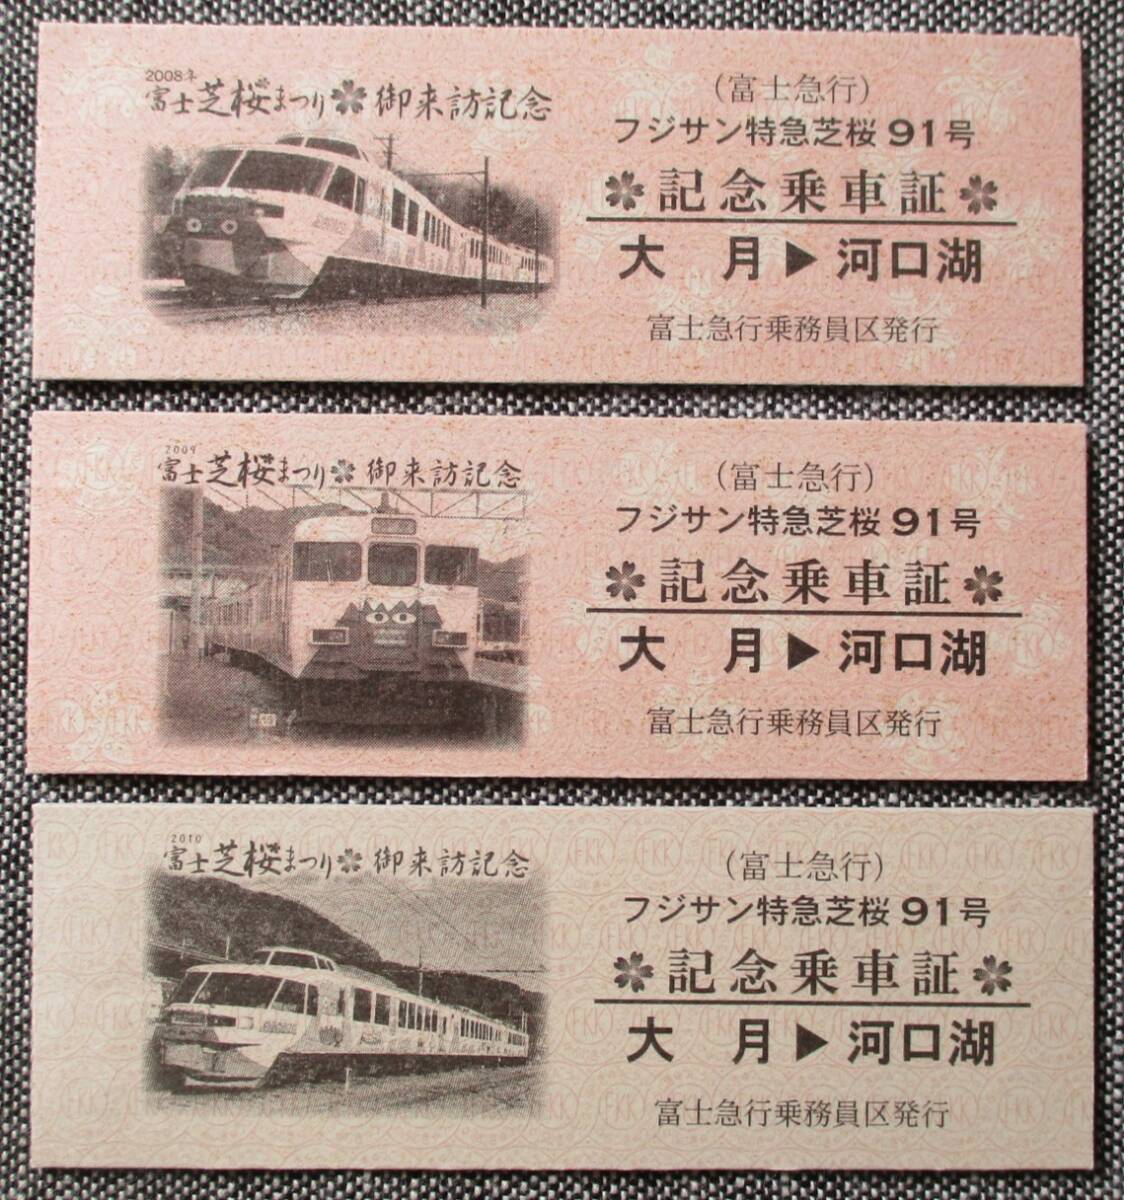 2008年
富士芝桜まつり 御来訪記念
(富士急行)
フジサン特急芝桜91号
記念乗車証
大月▶河口湖
富士急行乗務員区発行
2009
富士芝桜まつり 御来訪記念
(富士急行)
フジサン特急芝桜91号
記念乗車証
大月▶河口湖
富士急行乗務員区発行
2010
富士芝桜まつり 御来訪記念
(富士急行)
フジサン特急芝桜91号
記念乗車証
大月▶河口湖
富士急行乗務員区発行